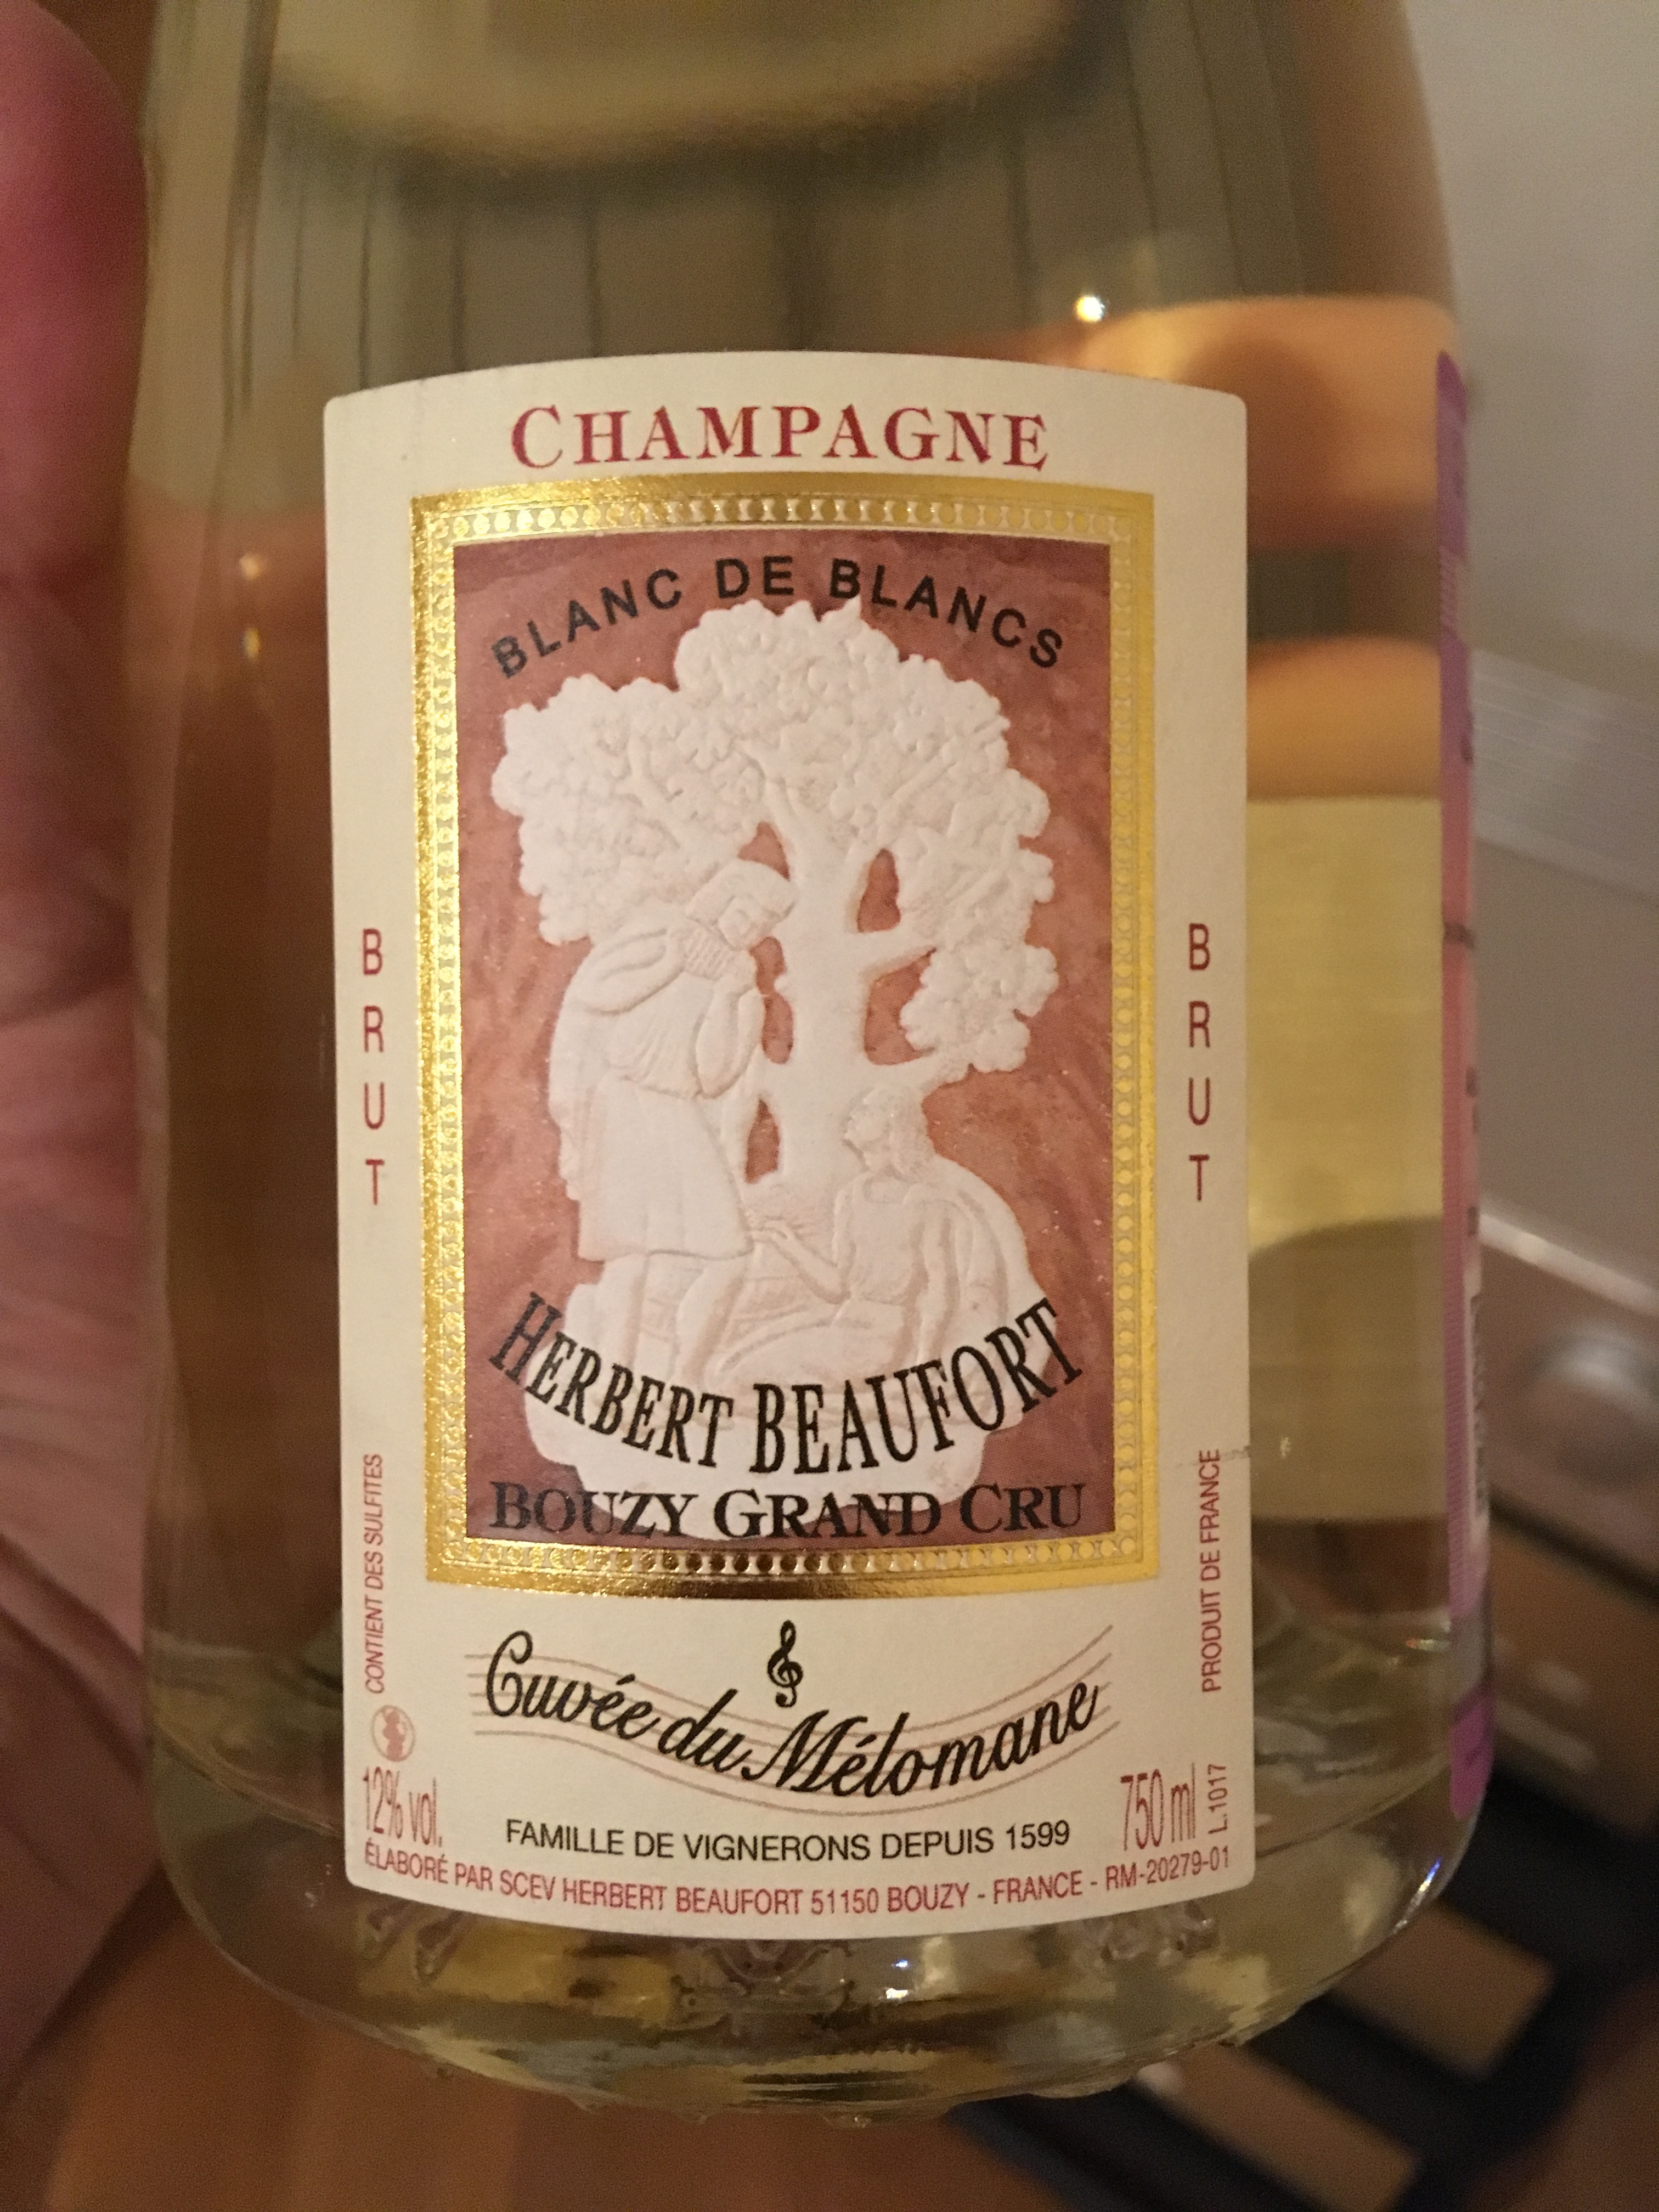 CHAMPAGNE
BLANC DE BLANCS
BRUT
BRUT
HERBERT BEAUFORT
BOUZY GRAND CRU
CONTIENT DES SULFITES
PRODUIT DE FRANCE
Cuvée du Mélomane
12% vol.
750 ml
L.1017
FAMILLE DE VIGNERONS DEPUIS 1599
ÉLABORÉ PAR SCEV HERBERT BEAUFORT 51150 BOUZY - FRANCE - RM-20279-01